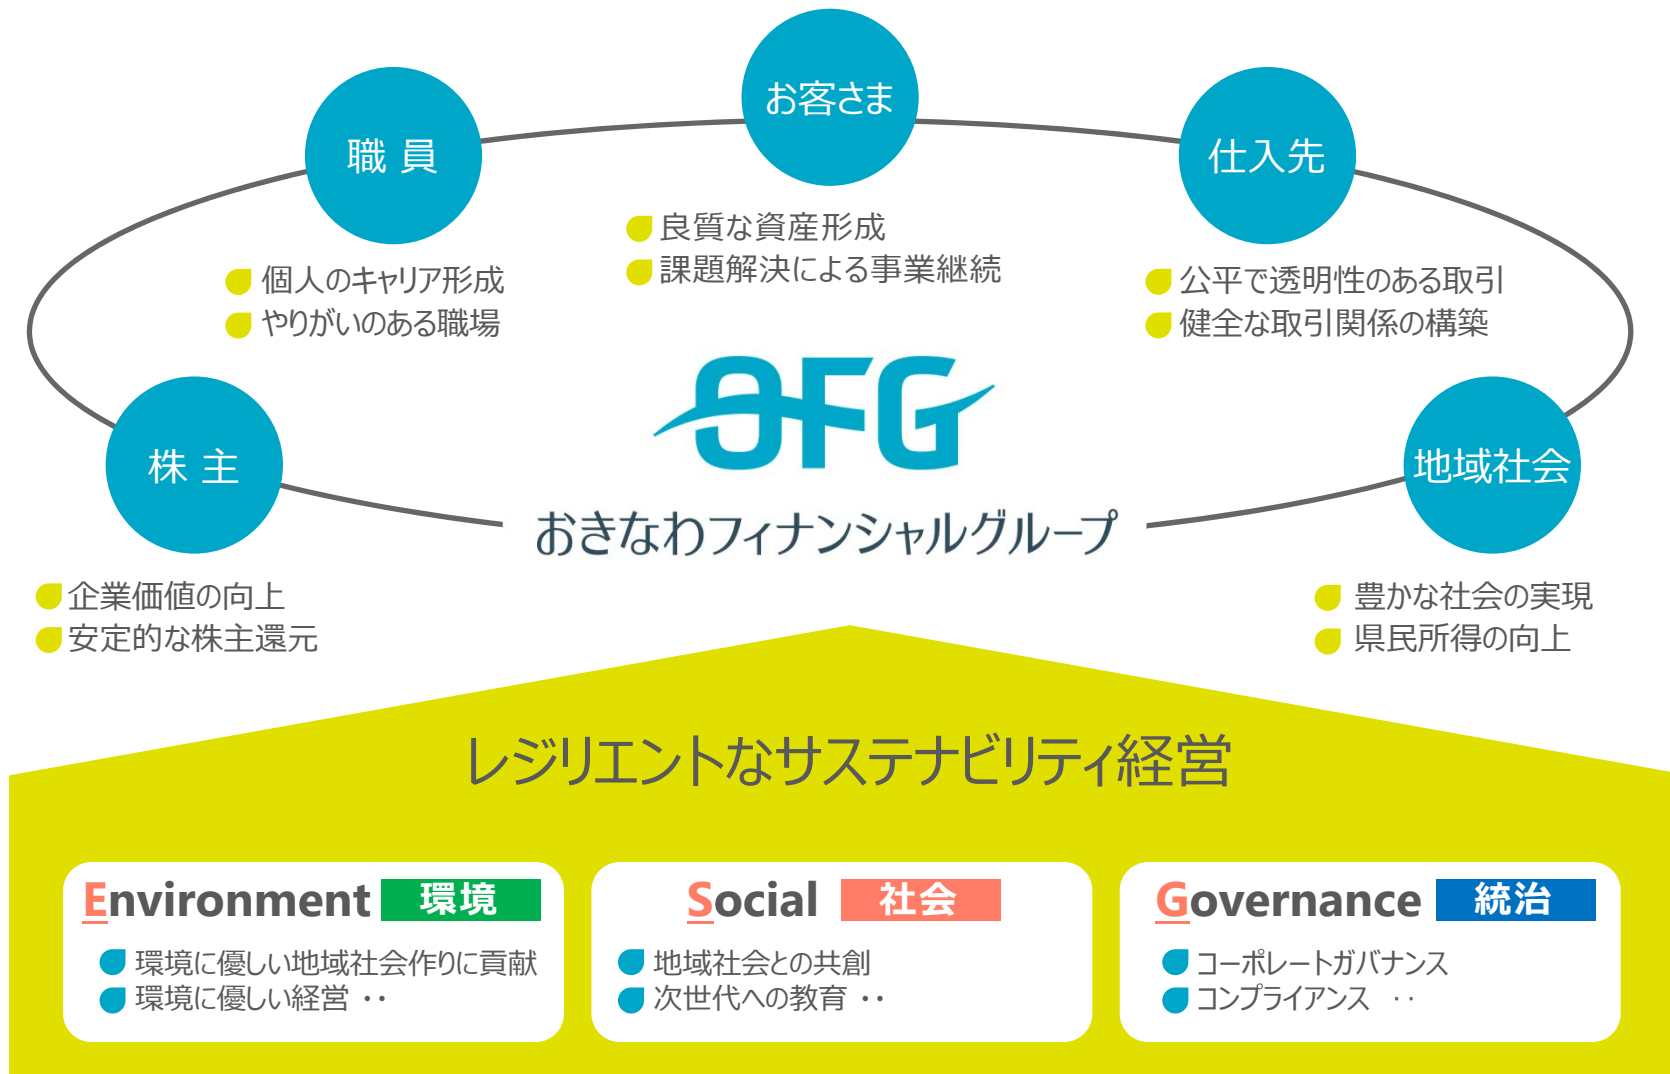 お客さま
職 員
仕入先
良質な資産形成
課題解決による事業継続
個人のキャリア形成
やりがいのある職場
公平で透明性のある取引
健全な取引関係の構築
OFG
株 主
地域社会
おきなわフィナンシャルグループ
企業価値の向上
安定的な株主還元
豊かな社会の実現
県民所得の向上
レジリエントなサステナビリティ経営
Environment 環境
環境に優しい地域社会作りに貢献
環境に優しい経営 ・・
Social 社会
地域社会との共創
次世代への教育 ・・
Governance 統治
コーポレートガバナンス
コンプライアンス ・・